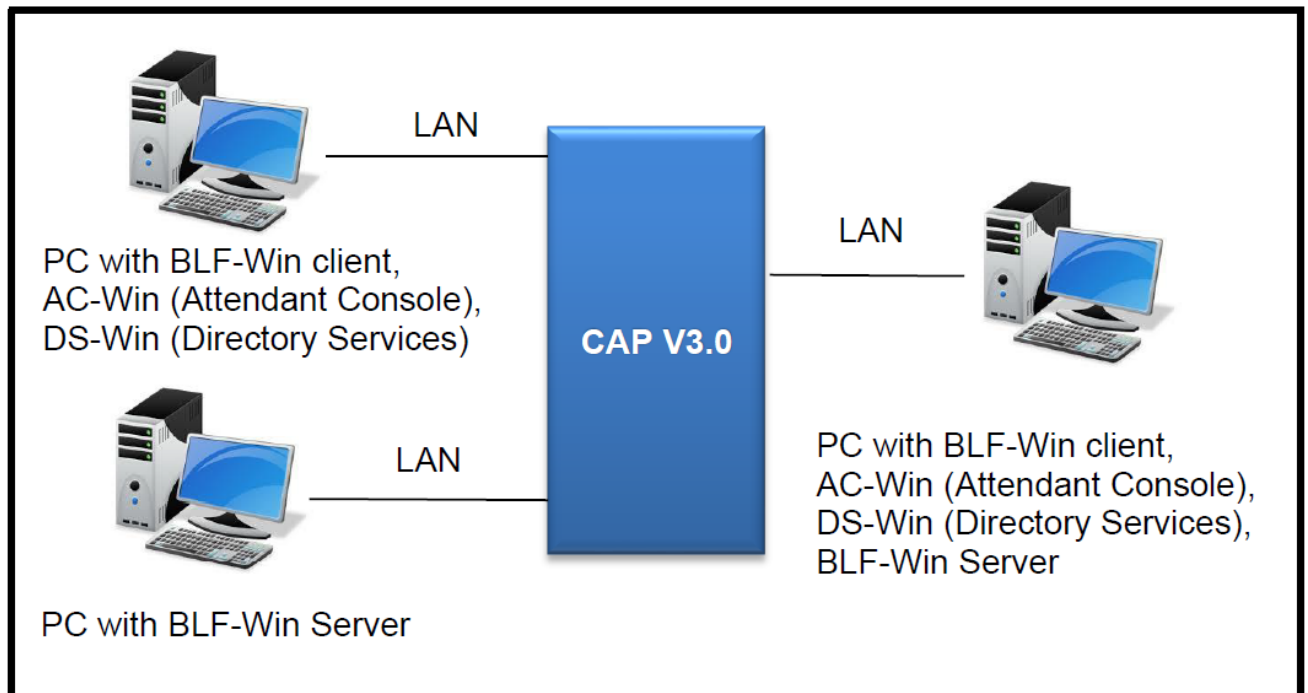 LAN
PC with BLF-Win client,
AC-Win (Attendant Console),
DS-Win (Directory Services)
LAN
PC with BLF-Win Server
CAP V3.0
LAN
PC with BLF-Win client,
AC-Win (Attendant Console),
DS-Win (Directory Services),
BLF-Win Server